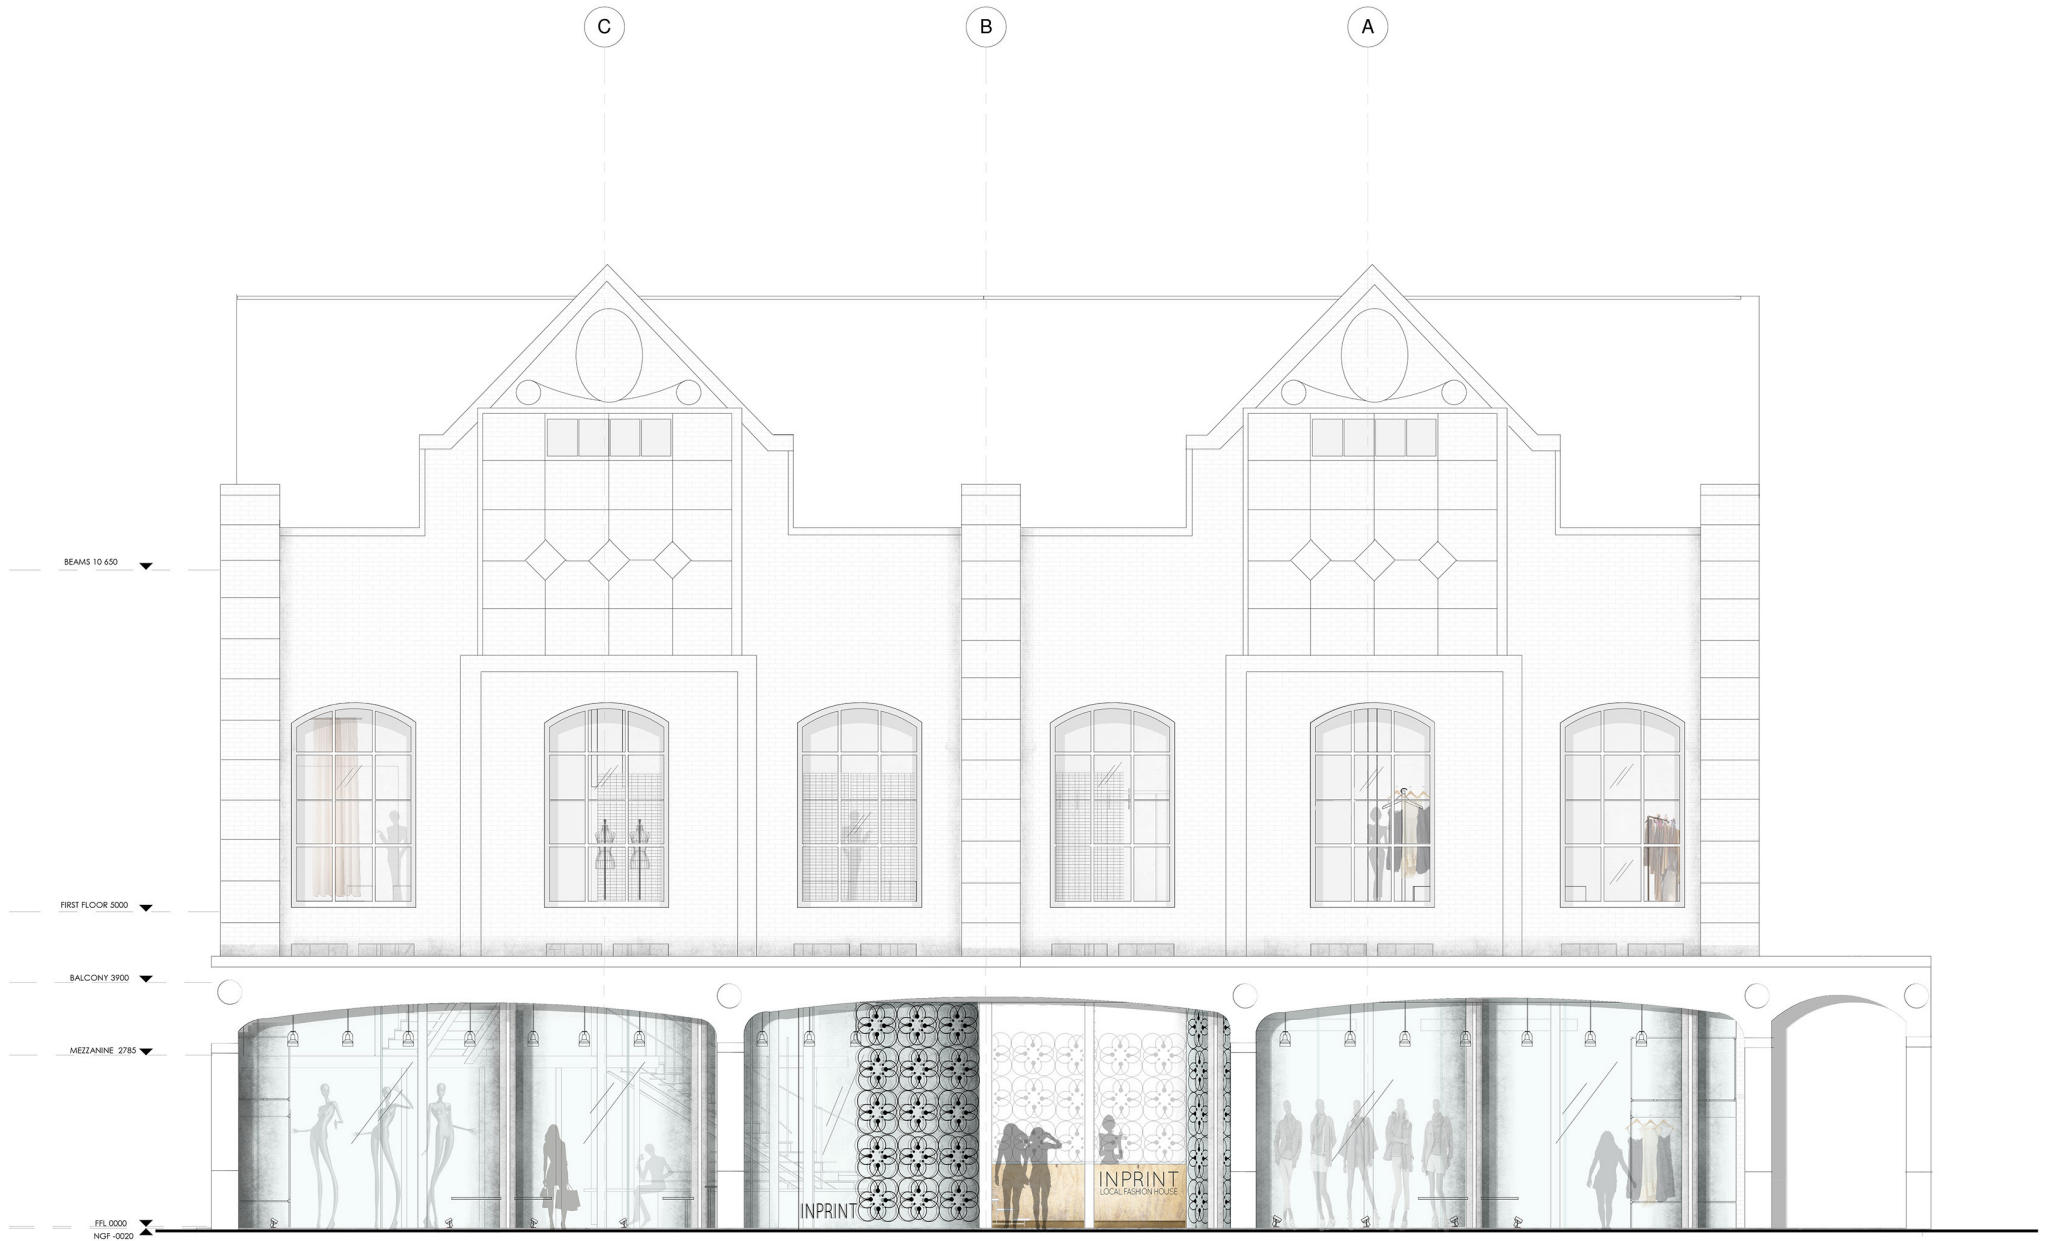 C
B
A
BEAMS 10 650
FIRST FLOOR 5000
BALCONY 3900
MEZZANINE 2785
INPRINT
LOCAL FASHION HOUSE
INPRINT
FFL 0000
NGF -0020